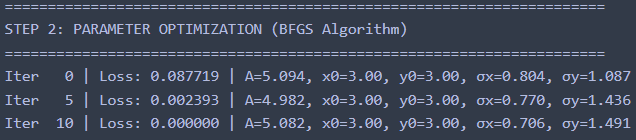 ======================================================================
STEP 2: PARAMETER OPTIMIZATION (BFGS Algorithm)
======================================================================
Iter   0 | Loss: 0.087719 | A=5.094, x0=3.00, y0=3.00, σx=0.804, σy=1.087
Iter   5 | Loss: 0.002393 | A=4.982, x0=3.00, y0=3.00, σx=0.770, σy=1.436
Iter  10 | Loss: 0.000000 | A=5.082, x0=3.00, y0=3.00, σx=0.706, σy=1.491